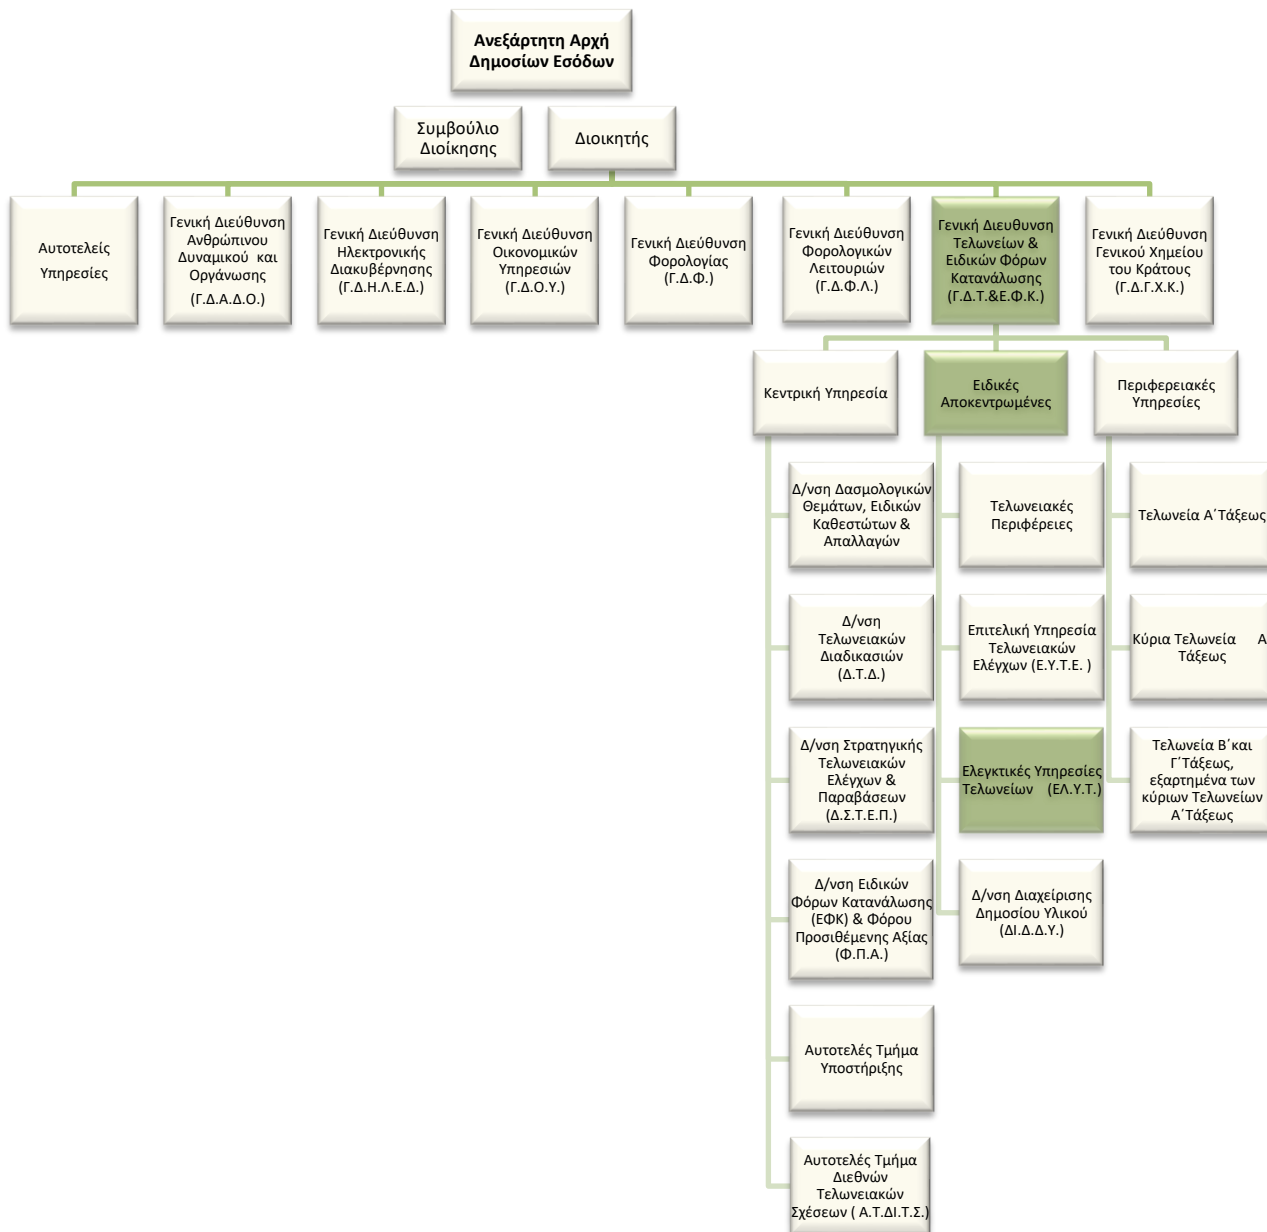 Ανεξάρτητη Αρχή
Δημοσίων Εσόδων
Συμβούλιο
Διοίκησης
Διοικητής
Αυτοτελείς
Υπηρεσίες
Γενική Διεύθυνση
Ανθρώπινου
Δυναμικού και
Οργάνωσης
(Γ.Δ.Α.Δ.Ο.)
Γενική Διεύθυνση
Ηλεκτρονικής
Διακυβέρνησης
(Γ.Δ.Η.Λ.Ε.Δ.)
Γενική Διεύθυνση
Οικονομικών
Υπηρεσιών
(Γ.Δ.Ο.Υ.)
Γενική Διεύθυνση
Φορολογίας
(Γ.Δ.Φ.)
Γενική Διεύθυνση
Φορολογικών
Λειτουριών
(Γ.Δ.Φ.Λ.)
Γενική Διευθυνση
Τελωνείων &
Ειδικών Φόρων
Κατανάλωσης
(Γ.Δ.Τ.&Ε.Φ.Κ.)
Γενική Διεύθυνση
Γενικού Χημείου
του Κράτους
(Γ.Δ.Γ.Χ.Κ.)
Κεντρική Υπηρεσία
Ειδικές
Αποκεντρωμένες
Περιφερειακές
Υπηρεσίες
Δ/νση Δασμολογικών
Θεμάτων, Ειδικών
Καθεστώτων &
Απαλλαγών
Δ/νση
Τελωνειακών
Διαδικασιών
(Δ.Τ.Δ.)
Δ/νση Στρατηγικής
Τελωνειακών
Ελέγχων &
Παραβάσεων
(Δ.Σ.Τ.Ε.Π.)
Δ/νση Ειδικών
Φόρων Κατανάλωσης
(ΕΦΚ) & Φόρου
Προσιθέμενης Αξίας
(Φ.Π.Α.)
Αυτοτελές Τμήμα
Υποστήριξης
Αυτοτελές Τμήμα
Διεθνών
Τελωνειακών
Σχέσεων ( Α.Τ.ΔΙ.Τ.Σ.)
Τελωνειακές
Περιφέρειες
Επιτελική Υπηρεσία
Τελωνειακών
Ελέγχων (Ε.Υ.Τ.Ε. )
Ελεγκτικές Υπηρεσίες
Τελωνείων (ΕΛ.Υ.Τ.)
Δ/νση Διαχείρισης
Δημοσίου Υλικού
(ΔΙ.Δ.Δ.Υ.)
Τελωνεία Α΄Τάξεως
Κύρια Τελωνεία Α
Τάξεως
Τελωνεία Β΄και
Γ΄Τάξεως,
εξαρτημένα των
κύριων Τελωνείων
Α΄Τάξεως